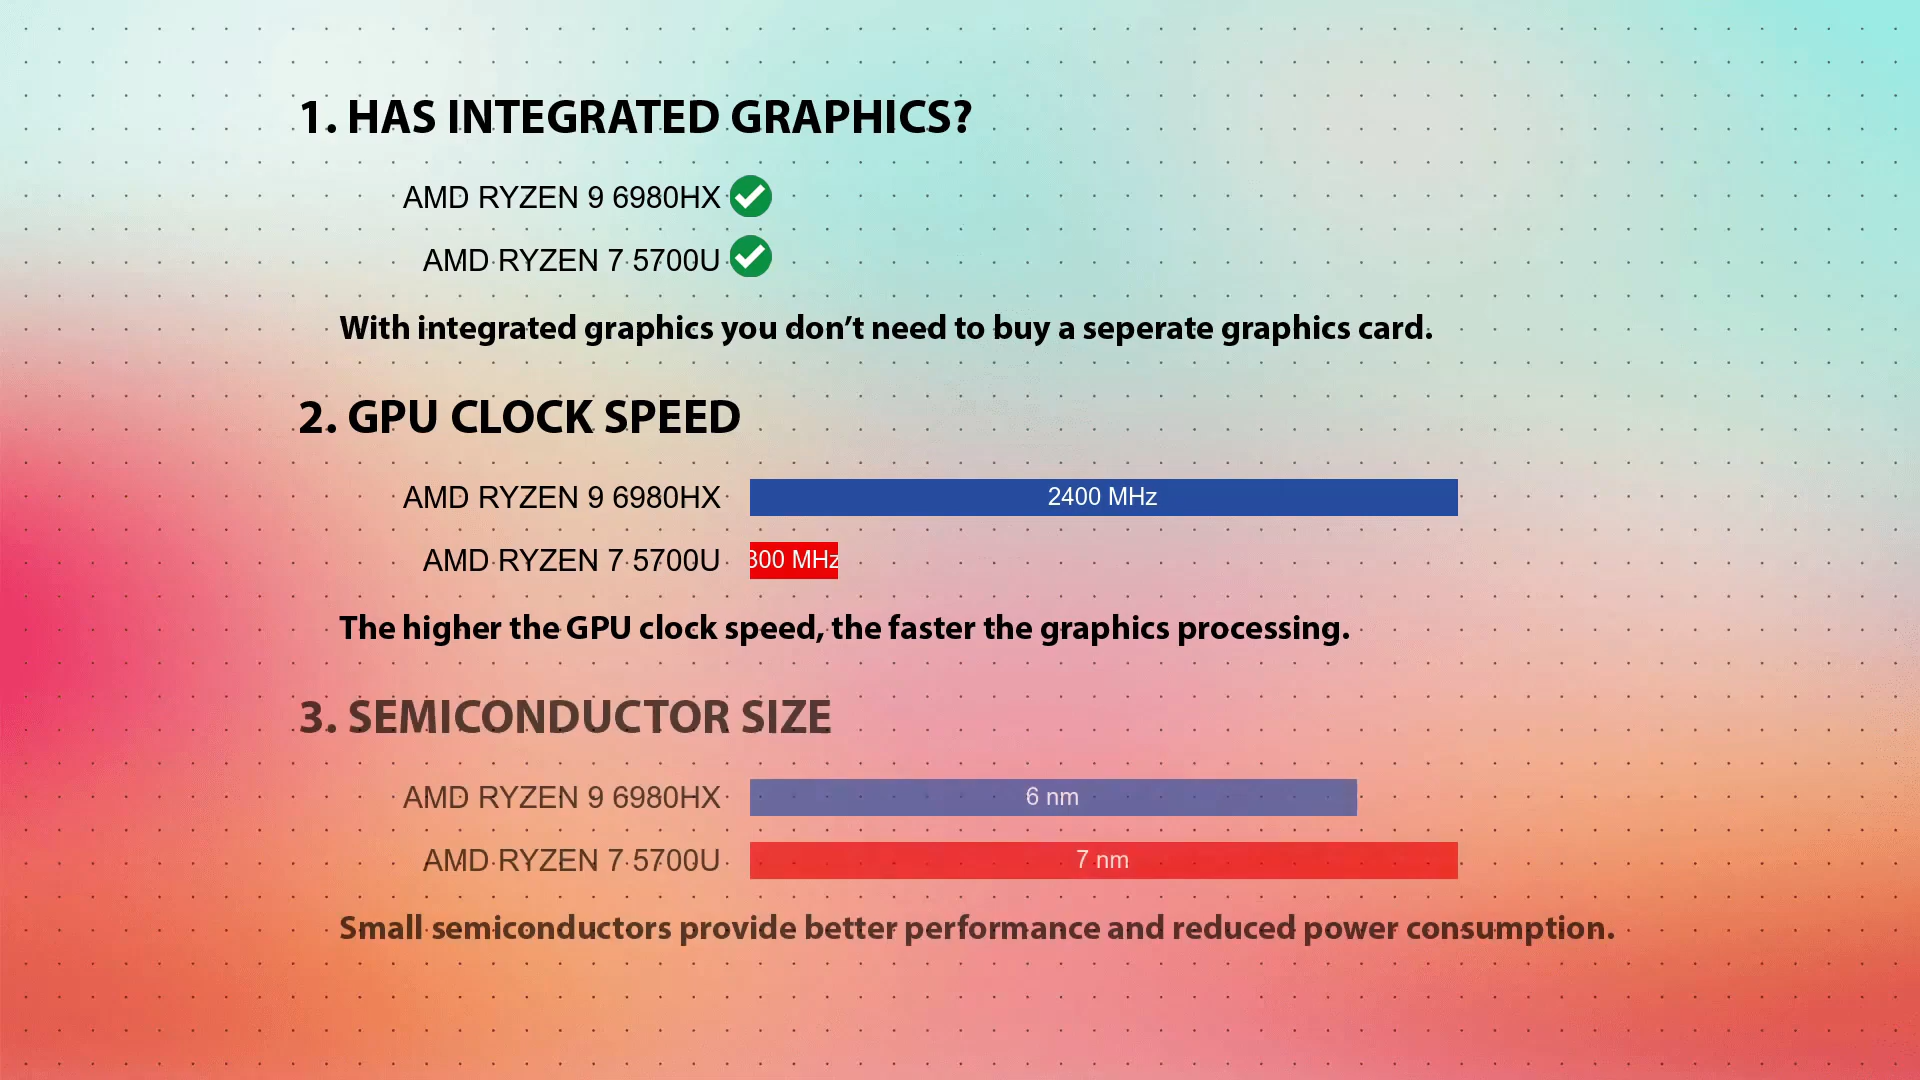 1. HAS INTEGRATED GRAPHICS?
AMD RYZEN 9 6980HX
AMD RYZEN 7 5700U
With integrated graphics you don't need to buy a seperate graphics card.
2. GPU CLOCK SPEED
AMD RYZEN 9 6980HX 2400 MHz
AMD RYZEN 7 5700U 300 MHz
The higher the GPU clock speed, the faster the graphics processing.
3. SEMICONDUCTOR SIZE
AMD RYZEN 9 6980HX 6 nm
AMD RYZEN 7 5700U 7 nm
Small semiconductors provide better performance and reduced power consumption.